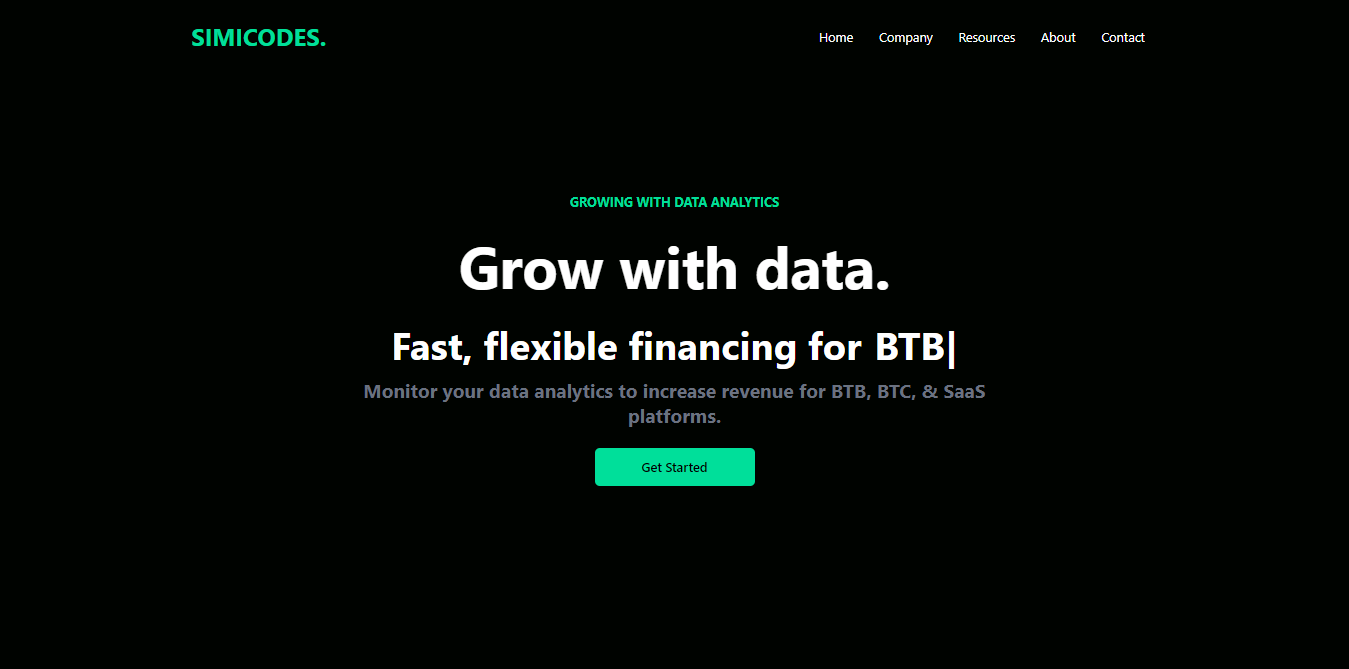 SIMICODES.
Home Company Resources About Contact
GROWING WITH DATA ANALYTICS
Grow with data.
Fast, flexible financing for BTB|
Monitor your data analytics to increase revenue for BTB, BTC, & SaaS
platforms.
Get Started